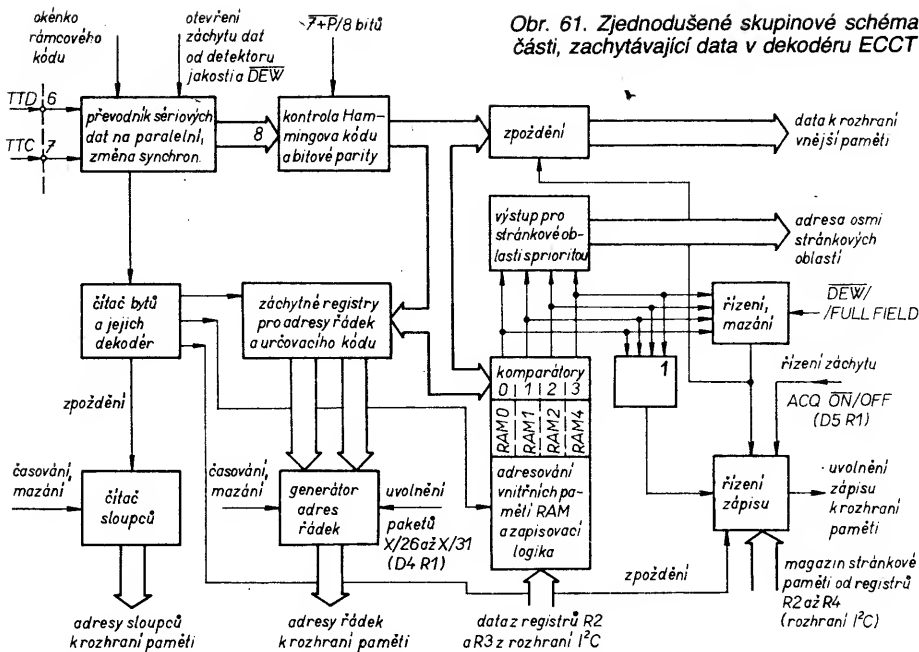 Obr. 61. Zjednodušené skupinové schéma
části, zachytávající data v dekodéru ECCT
okénko
rámcového
kódu
otevření
záchytu dat
od detektoru
jakosti a DEW
7+P/8 bitů
TTD 6
TTC 7
převodník sériových
dat na paralelní,
změna synchron.
8
kontrola Ham-
mingova kódu
a bitové parity
zpoždění
data k rozhraní
vnější paměti
výstup pro
stránkové ob-
lasti s prioritou
adresa osmi
stránkových
oblastí
čítač bytů
a jejich
dekodér
záchytné registry
pro adresy řádek
a určovacího kódu
řízení,
mazání
DEW/
/FULL FIELD
1
komparátory
0 1 2 3
RAM0 RAM1 RAM2 RAM4
adresování
vnitřních pa-
mětí RAM
a zapisovací
logika
řízení záchytu
ACQ ON/OFF
(D5 R1)
zpoždění
časování,
mazání
čítač
sloupců
časování,
mazání
generátor
adres
řádek
uvolnění
paketů
X/26 až X/31
(D4 R1)
řízení
zápisu
uvolnění
zápisu
k rozhraní
paměti
zpoždění
magazin stránkové
paměti od registrů
R2 až R4
(rozhraní I²C)
adresy sloupců
k rozhraní paměti
adresy řádek
k rozhraní paměti
data z registrů R2
a R3 z rozhraní I²C